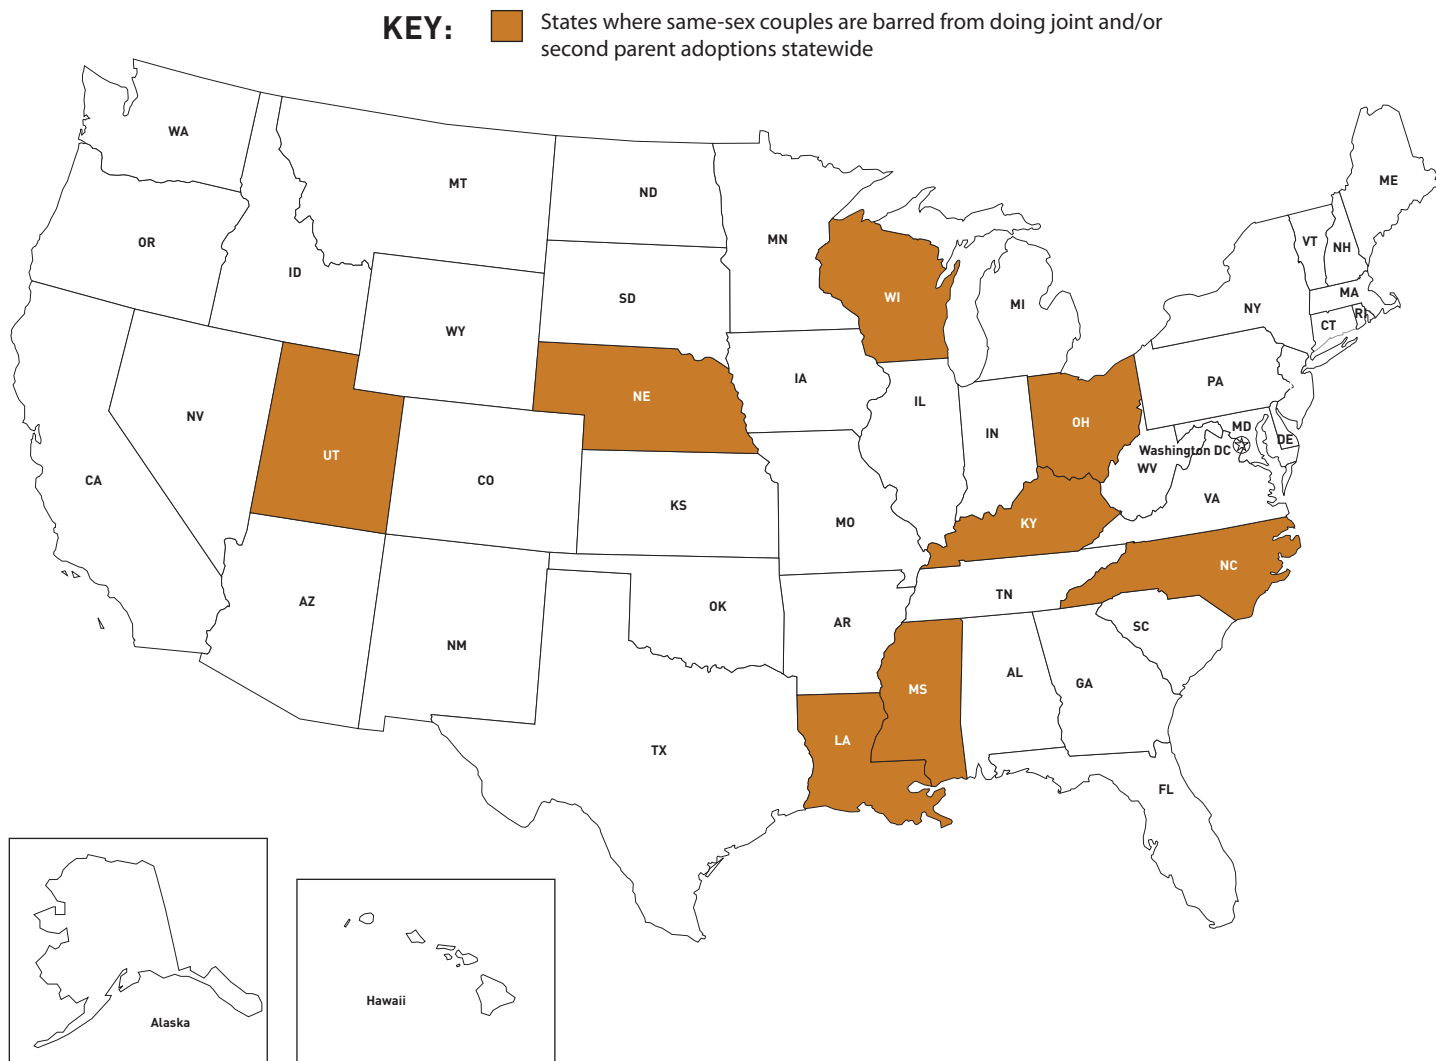 KEY:
States where same-sex couples are barred from doing joint and/or
second parent adoptions statewide
WA
MT
ND
ME
OR
MN
VT
NH
ID
SD
WI
MI
NY
MA
RI
CT
WY
IA
PA
NE
NV
IL
IN
OH
MD
DE
Washington DC
UT
CO
WV
CA
KS
MO
KY
VA
NC
AZ
OK
TN
AR
SC
NM
AL
GA
MS
LA
TX
FL
Hawaii
Alaska